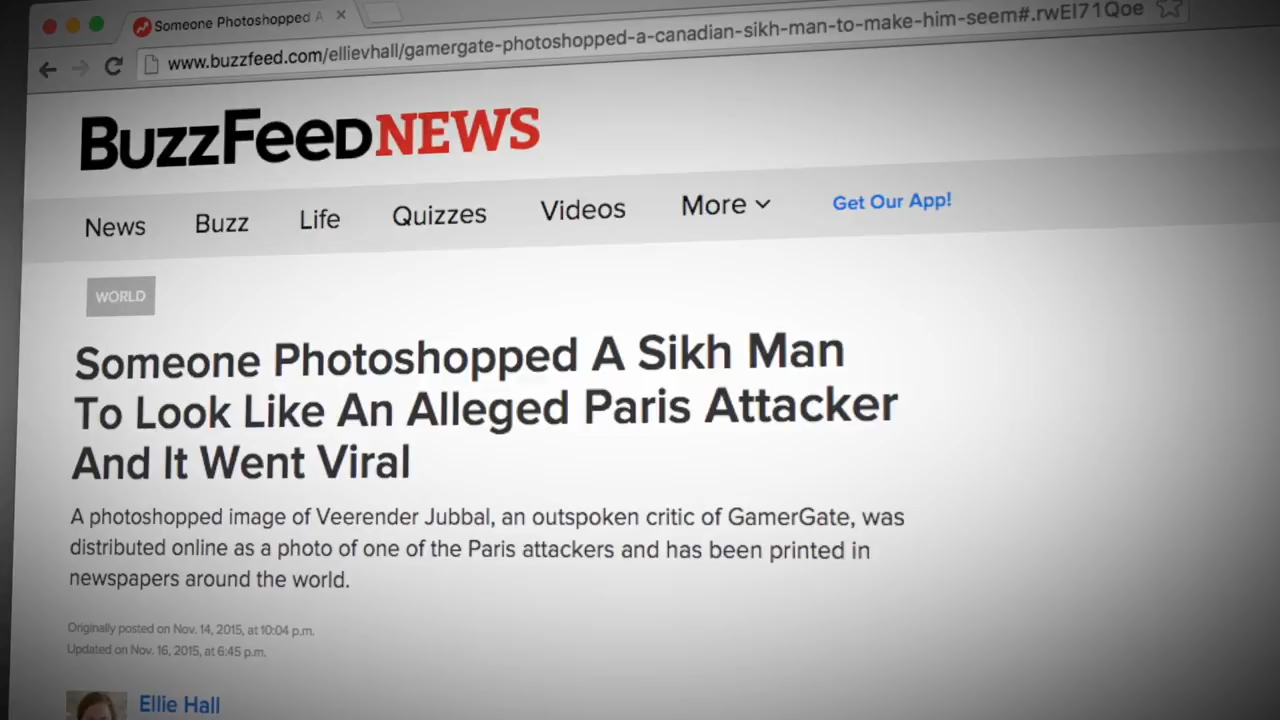 Someone Photoshopped A
www.buzzfeed.com/ellievhall/gamergate-photoshopped-a-canadian-sikh-man-to-make-him-seem#.rwEl71Qoe
BuzzFeedNEWS
News Buzz Life Quizzes Videos More Get Our App!
WORLD
Someone Photoshopped A Sikh Man
To Look Like An Alleged Paris Attacker
And It Went Viral
A photoshopped image of Veerender Jubbal, an outspoken critic of GamerGate, was
distributed online as a photo of one of the Paris attackers and has been printed in
newspapers around the world.
Originally posted on Nov. 14, 2015, at 10:04 p.m.
Updated on Nov. 16, 2015, at 6:45 p.m.
Ellie Hall